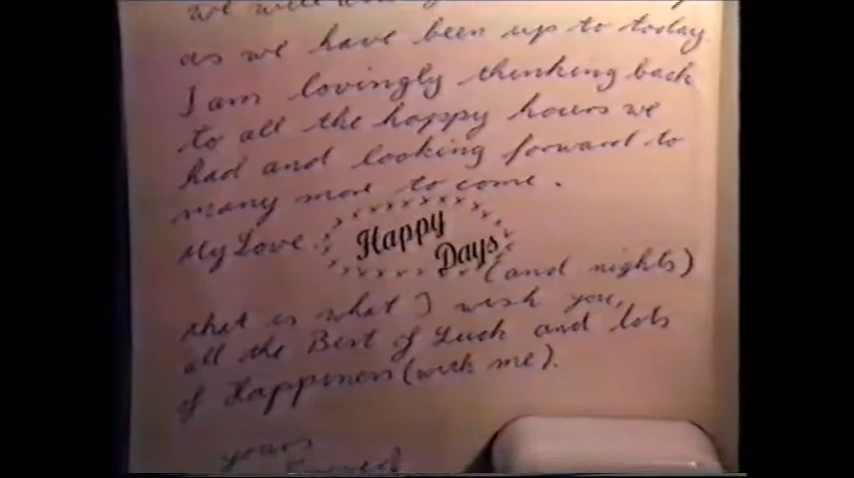 as we have been up to today.
I am lovingly thinking back
to all the happy hours we
had and looking forward to
many more to come.
My Love. Happy
Days (and nights)
that is what I wish you,
all the Best of Luck and lots
of Happiness (with me).
yours